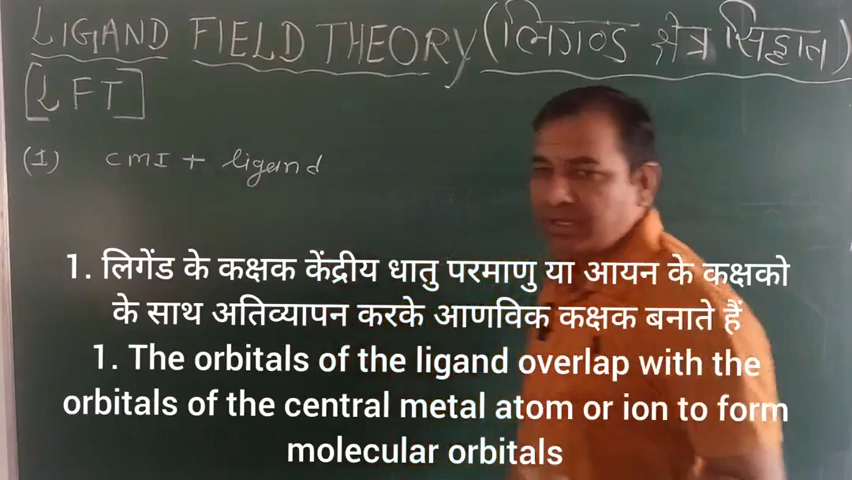 LIGAND FIELD THEORY (लिगण्ड क्षेत्र सिद्धांत)
[LFT]
(1) CMI + ligand
1. लिगेंड के कक्षक केंद्रीय धातु परमाणु या आयन के कक्षको
के साथ अतिव्यापन करके आणविक कक्षक बनाते हैं
1. The orbitals of the ligand overlap with the
orbitals of the central metal atom or ion to form
molecular orbitals